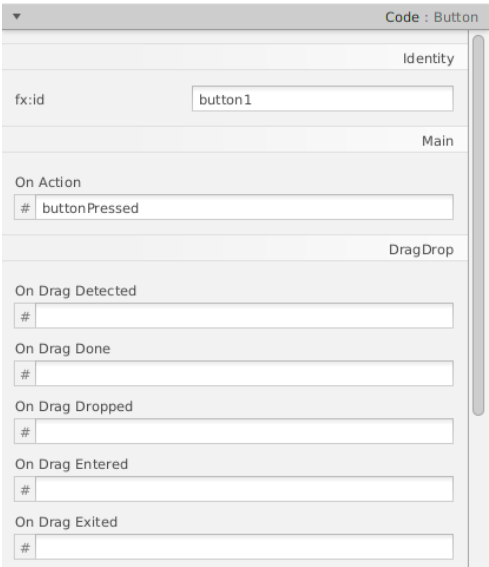 Code : Button
Identity
fx:id button1
Main
On Action
# buttonPressed
DragDrop
On Drag Detected
#
On Drag Done
#
On Drag Dropped
#
On Drag Entered
#
On Drag Exited
#